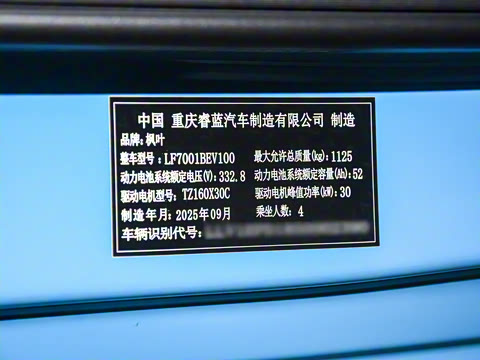 中国 重庆睿蓝汽车制造有限公司 制造
品牌: 枫叶
整车型号: LF7001BEV100 最大允许总质量(kg): 1125
动力电池系统额定电压(V): 332.8 动力电池系统额定容量(Ah): 52
驱动电机型号: TZ160X30C 驱动电机峰值功率(kW): 30
制造年月: 2025年09月 乘坐人数: 4
车辆识别代号: